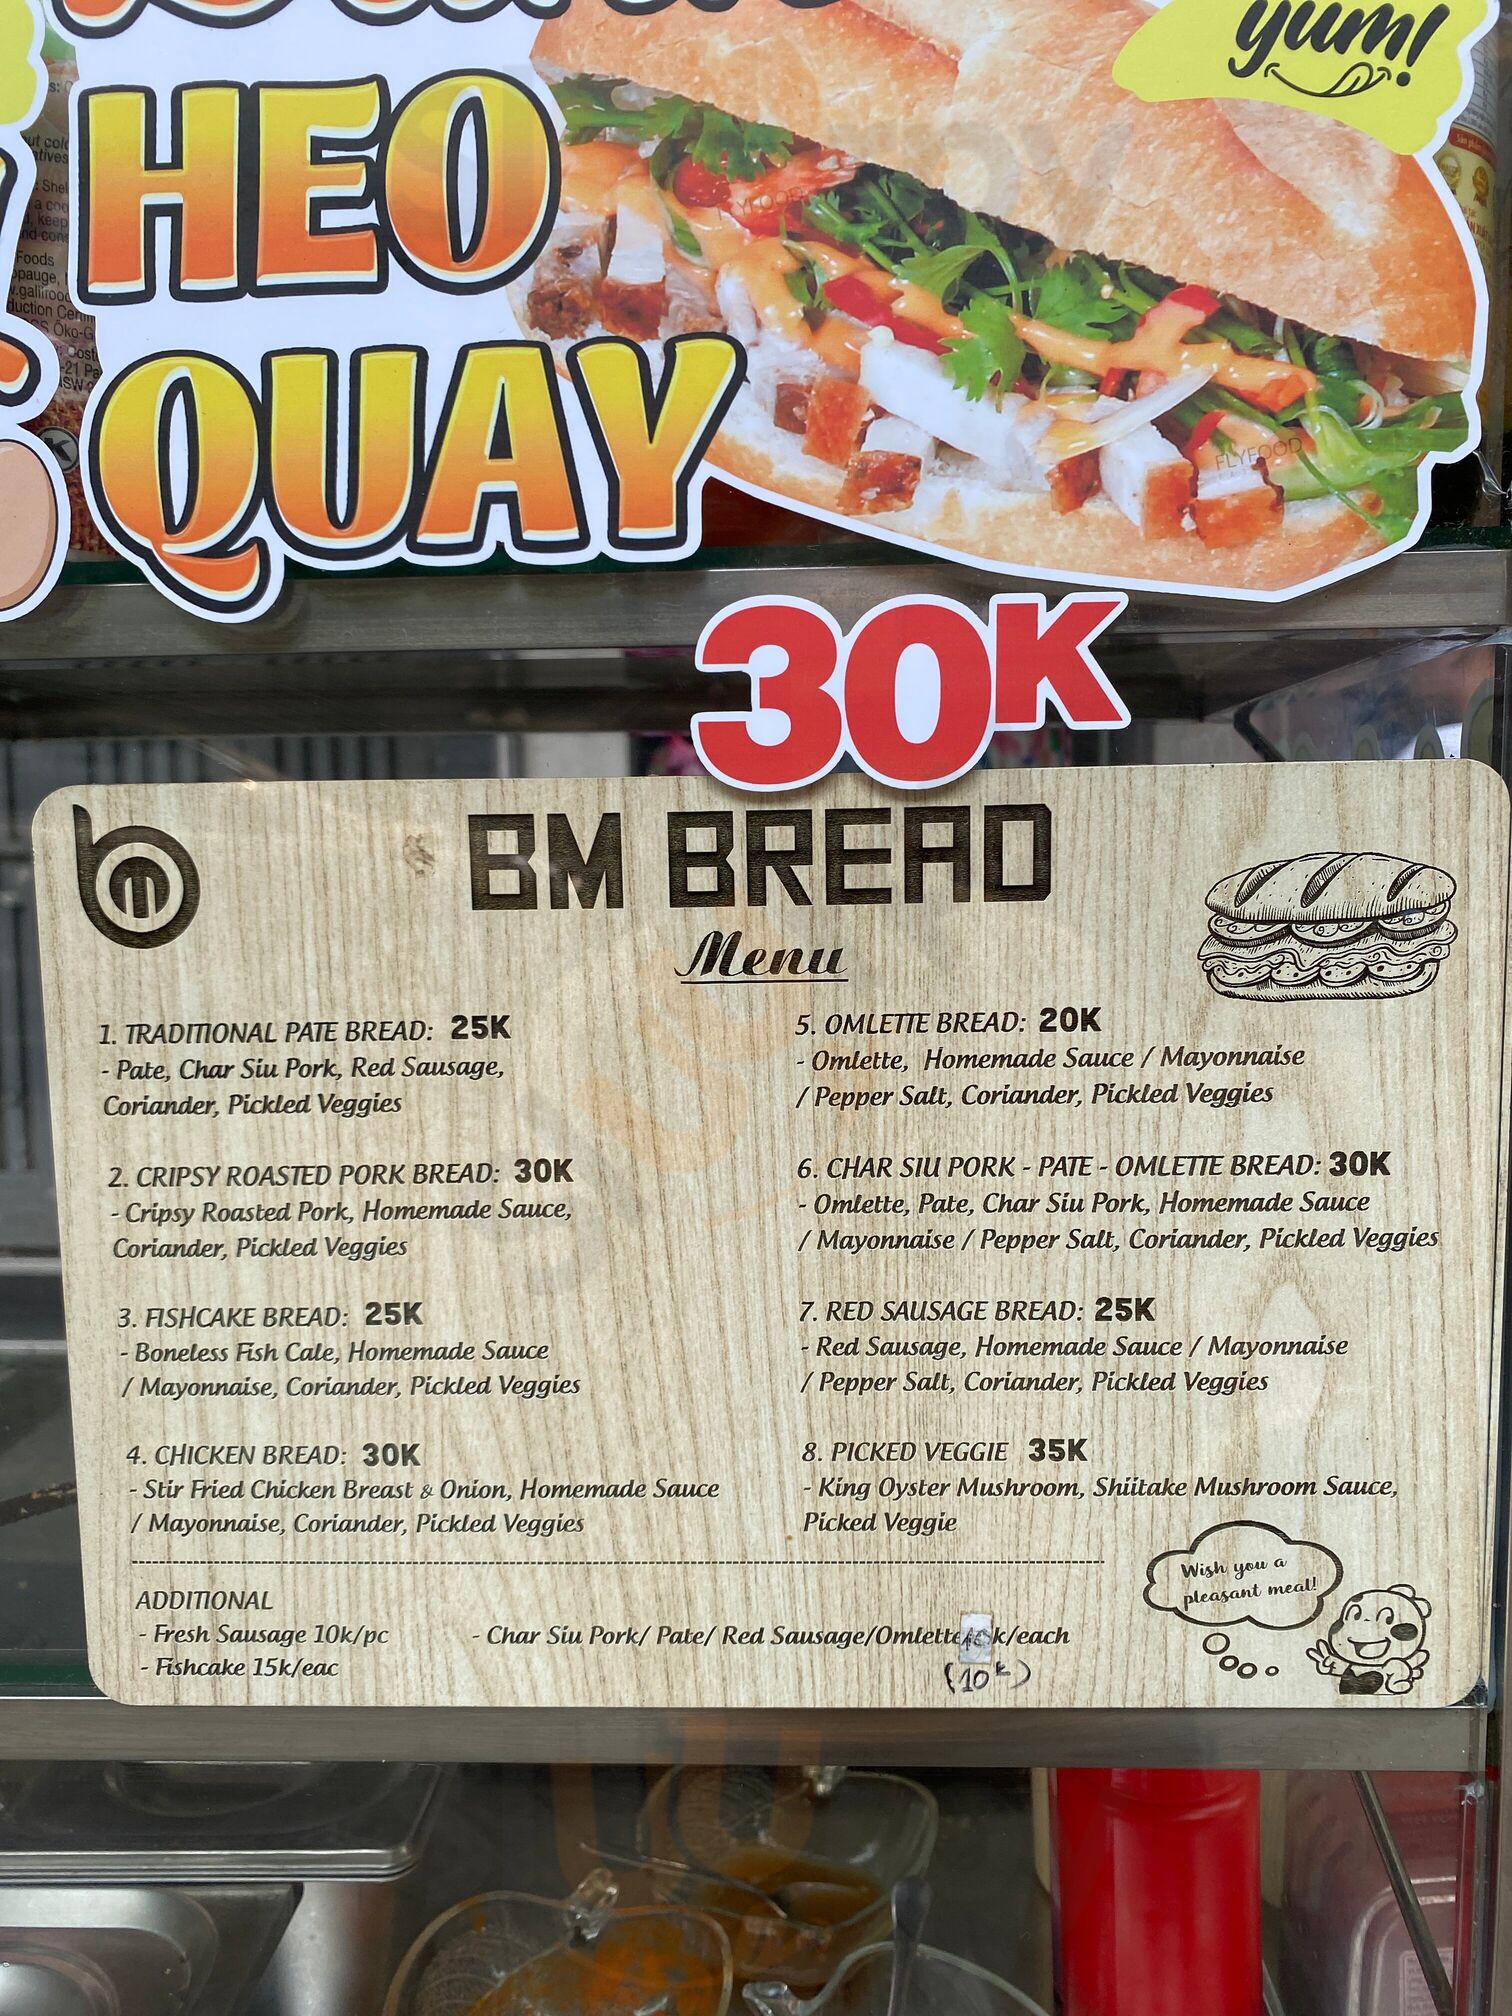 yum!
HEO
QUAY
FLYFOOD
FLYFOOD
30K
bm
BM BREAD
Menu
1. TRADITIONAL PATE BREAD: 25K
- Pate, Char Siu Pork, Red Sausage,
Coriander, Pickled Veggies
2. CRIPSY ROASTED PORK BREAD: 30K
- Cripsy Roasted Pork, Homemade Sauce,
Coriander, Pickled Veggies
3. FISHCAKE BREAD: 25K
- Boneless Fish Cale, Homemade Sauce
/ Mayonnaise, Coriander, Pickled Veggies
4. CHICKEN BREAD: 30K
- Stir Fried Chicken Breast & Onion, Homemade Sauce
/ Mayonnaise, Coriander, Pickled Veggies
5. OMLETTE BREAD: 20K
- Omlette, Homemade Sauce / Mayonnaise
/ Pepper Salt, Coriander, Pickled Veggies
6. CHAR SIU PORK - PATE - OMLETTE BREAD: 30K
- Omlette, Pate, Char Siu Pork, Homemade Sauce
/ Mayonnaise / Pepper Salt, Coriander, Pickled Veggies
7. RED SAUSAGE BREAD: 25K
- Red Sausage, Homemade Sauce / Mayonnaise
/ Pepper Salt, Coriander, Pickled Veggies
8. PICKED VEGGIE 35K
- King Oyster Mushroom, Shiitake Mushroom Sauce,
Picked Veggie
ADDITIONAL
- Fresh Sausage 10k/pc
- Fishcake 15k/eac
- Char Siu Pork/ Pate/ Red Sausage/Omlette k/each
(10k)
Wish you a
pleasant meal!